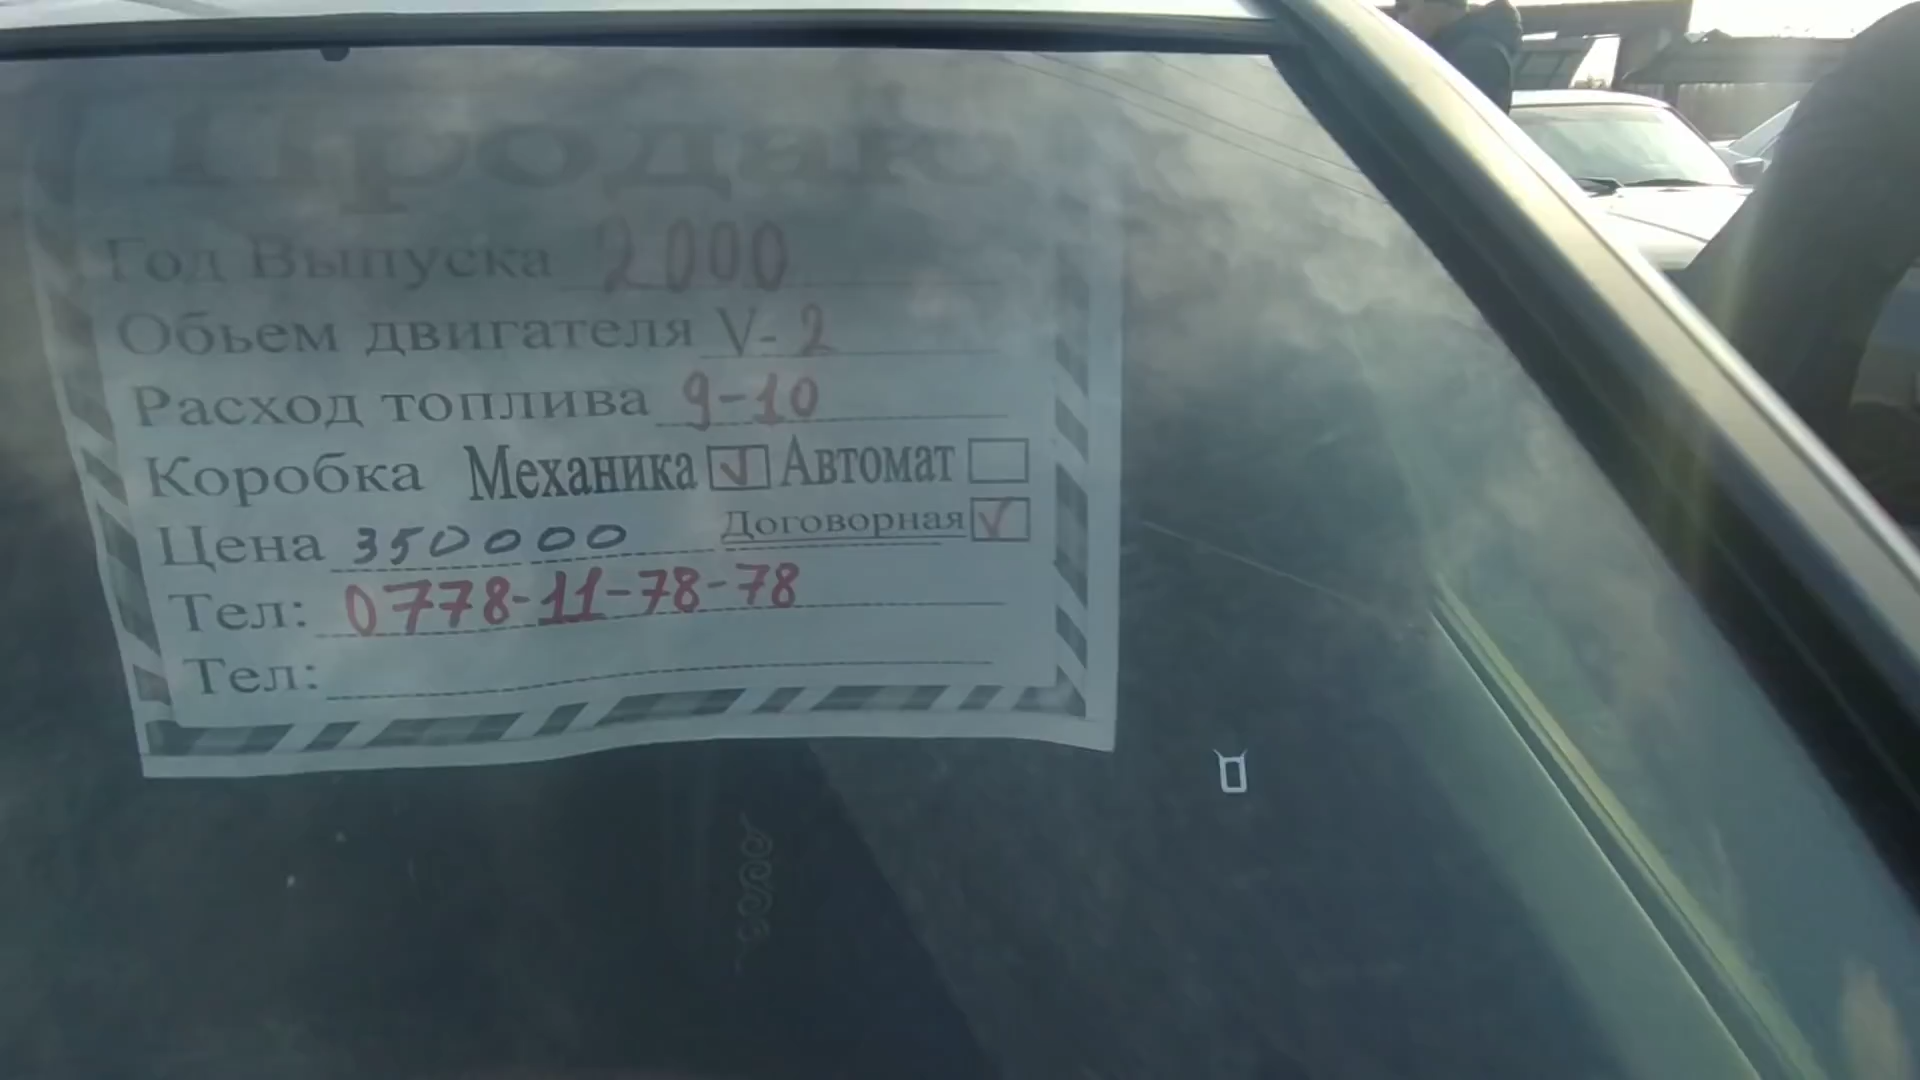 Продаю
Год Выпуска 2000
Обьем двигателя V-2
Расход топлива 9-10
Коробка Механика ✓ Автомат
Цена 350000 Договорная ✓
Тел: 0778-11-78-78
Тел: